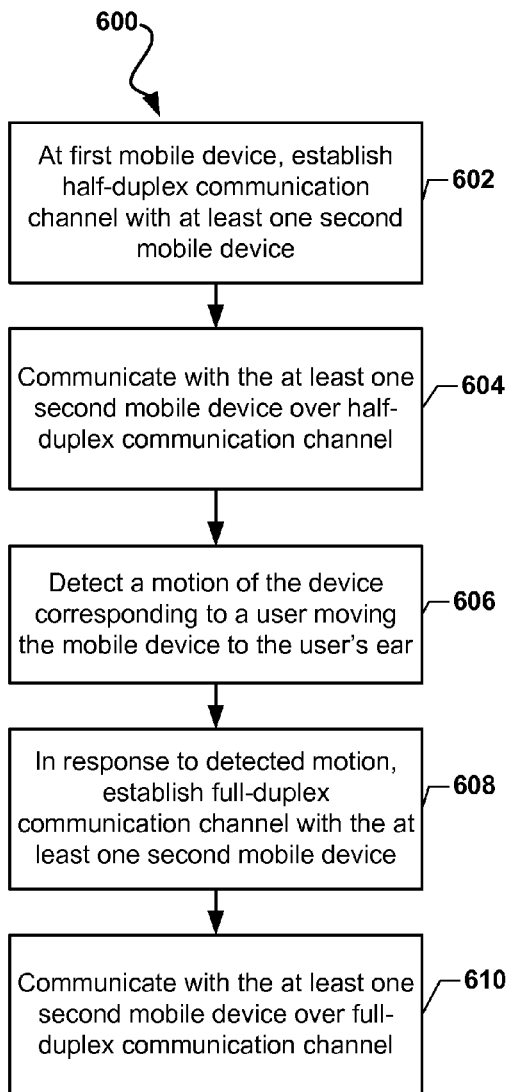 600
At first mobile device, establish
half-duplex communication
channel with at least one second
mobile device
602
Communicate with the at least one
second mobile device over half-
duplex communication channel
604
Detect a motion of the device
corresponding to a user moving
the mobile device to the user’s ear
606
In response to detected motion,
establish full-duplex
communication channel with the at
least one second mobile device
608
Communicate with the at least one
second mobile device over full-
duplex communication channel
610